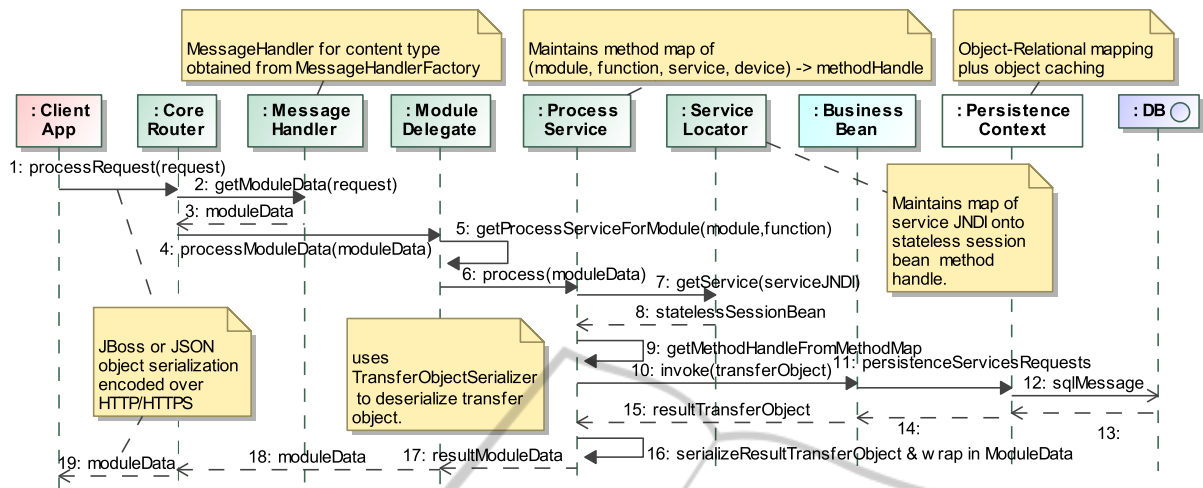 MessageHandler for content type
obtained from MessageHandlerFactory
Maintains method map of
(module, function, service, device) -> methodHandle
Object-Relational mapping
plus object caching
: Client
App
: Core
Router
: Message
Handler
: Module
Delegate
: Process
Service
: Service
Locator
: Business
Bean
: Persistence
Context
: DB
1: processRequest(request)
2: getModuleData(request)
3: moduleData
4: processModuleData(moduleData)
5: getProcessServiceForModule(module,function)
6: process(moduleData)
7: getService(serviceJNDI)
Maintains map of
service JNDI onto
stateless session
bean method
handle.
8: statelessSessionBean
9: getMethodHandleFromMethodMap
10: invoke(transferObject)
11: persistenceServicesRequests
12: sqlMessage
JBoss or JSON
object serialization
encoded over
HTTP/HTTPS
uses
TransferObjectSerializer
to deserialize transfer
object.
13:
14:
15: resultTransferObject
16: serializeResultTransferObject & wrap in ModuleData
17: resultModuleData
18: moduleData
19: moduleData